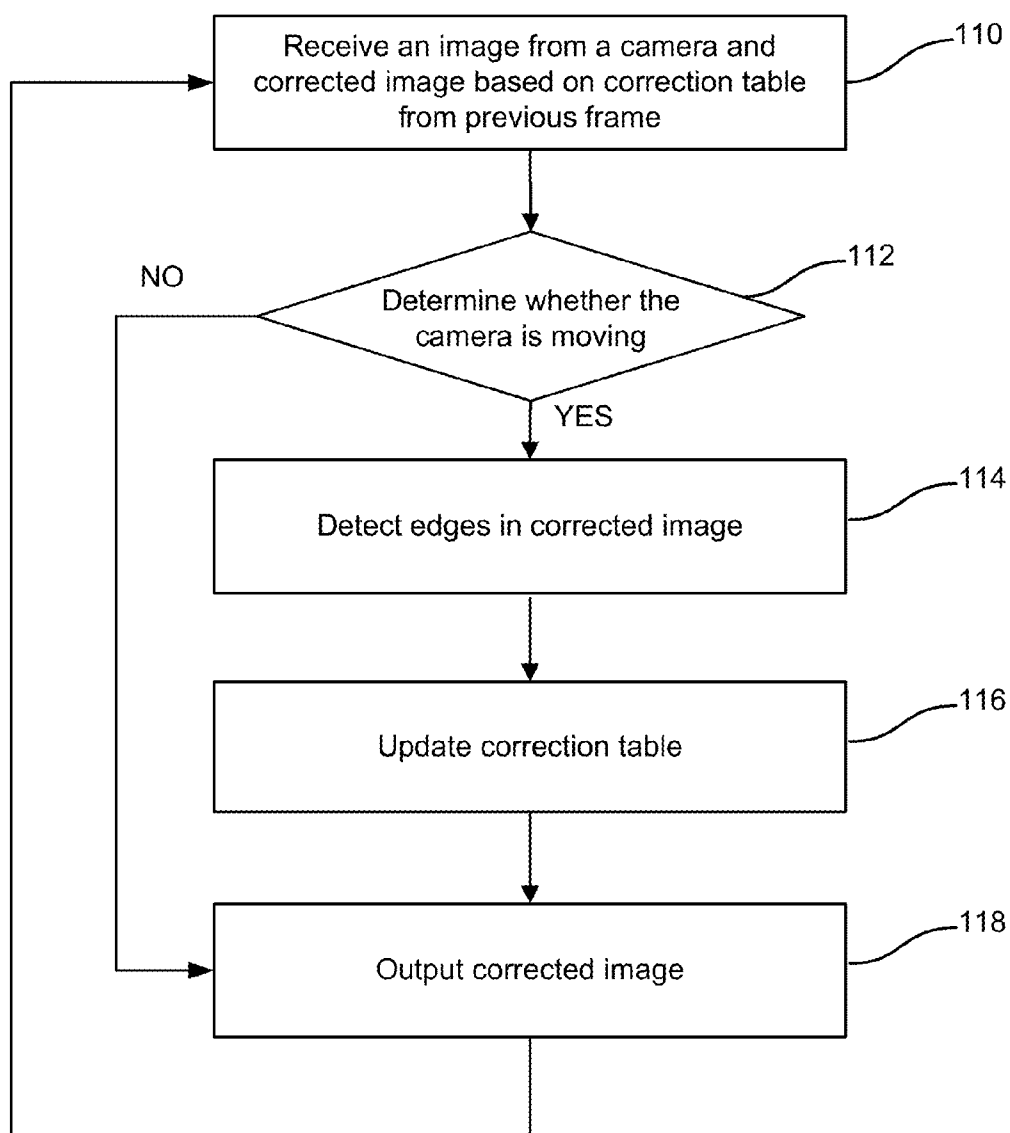 Receive an image from a camera and
corrected image based on correction table
from previous frame
110
Determine whether the
camera is moving
112
NO
YES
Detect edges in corrected image
114
Update correction table
116
Output corrected image
118